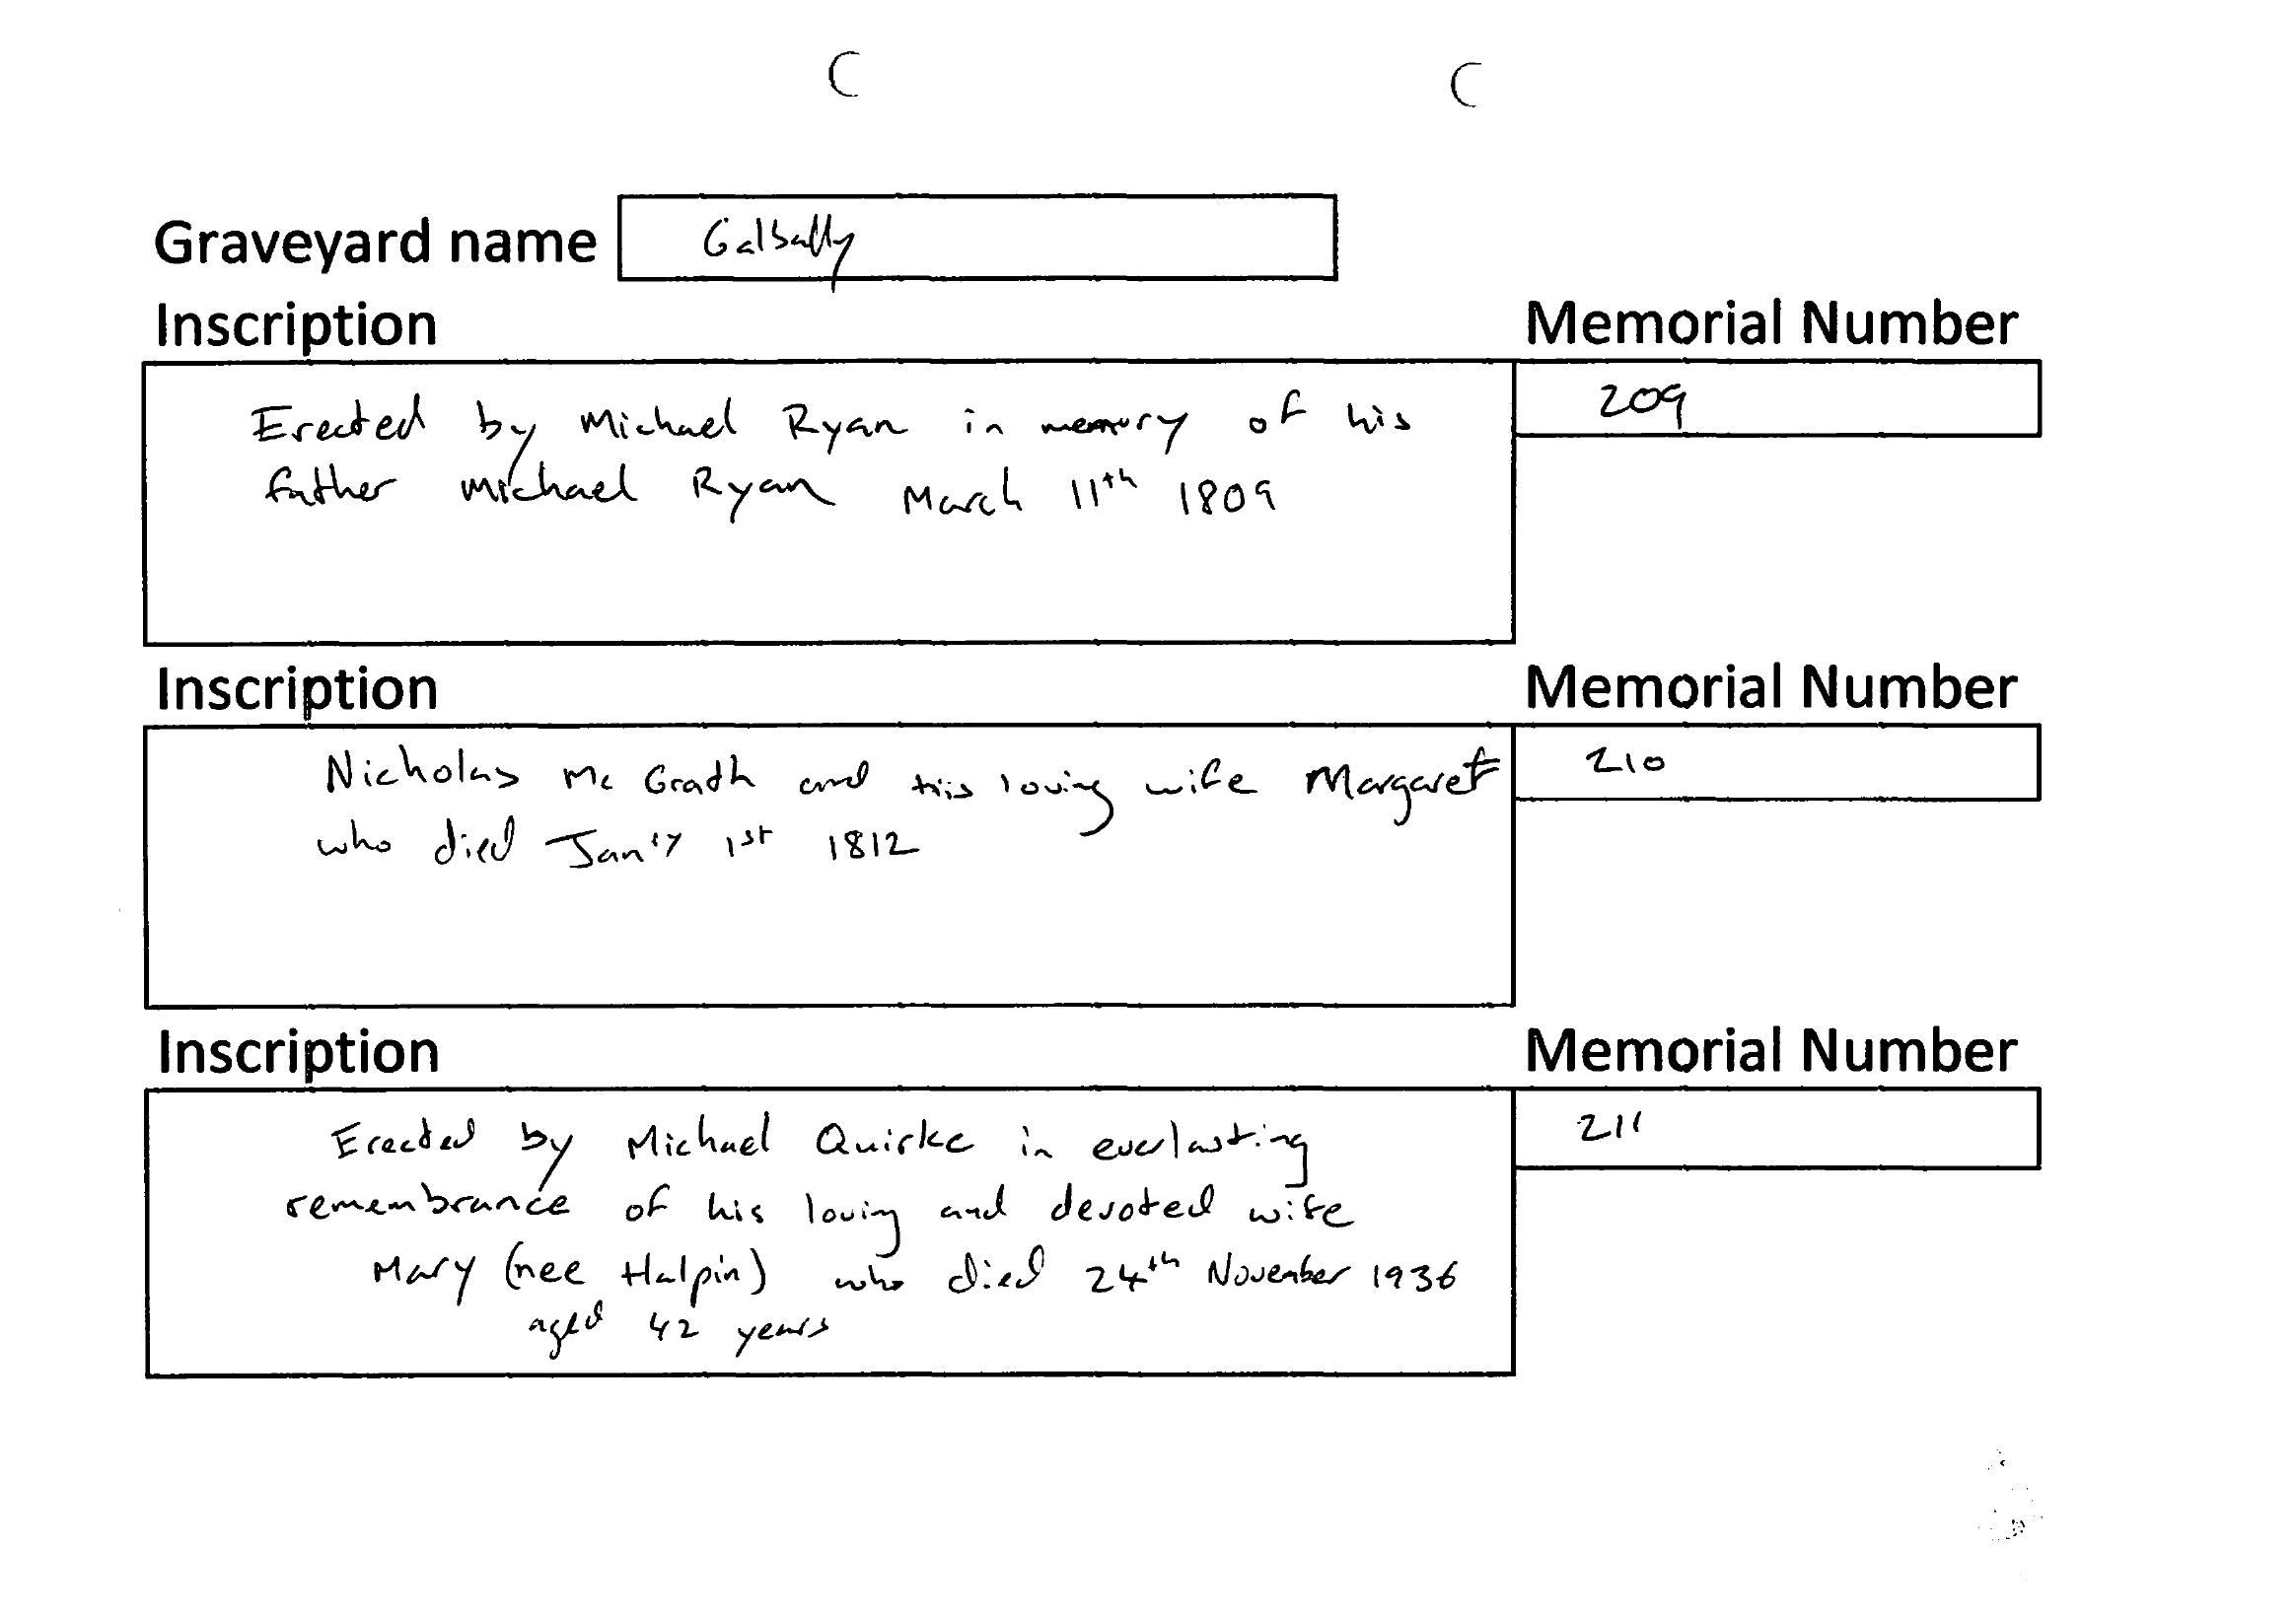 Graveyard name Galbally
Inscription Memorial Number
Erected by Michael Ryan in memory of his 209
father Michael Ryan March 11th 1809
Inscription Memorial Number
Nicholas Mc Grath and his loving wife Margaret 210
who died Jan'y 1st 1812
Inscription Memorial Number
Erected by Michael Quirke in everlasting 211
remembrance of his loving and devoted wife
Mary (nee Halpin) who died 24th November 1936
aged 42 years